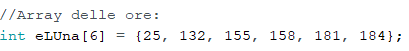 //Array delle ore:
int eLUna[6] = {25, 132, 155, 158, 181, 184};